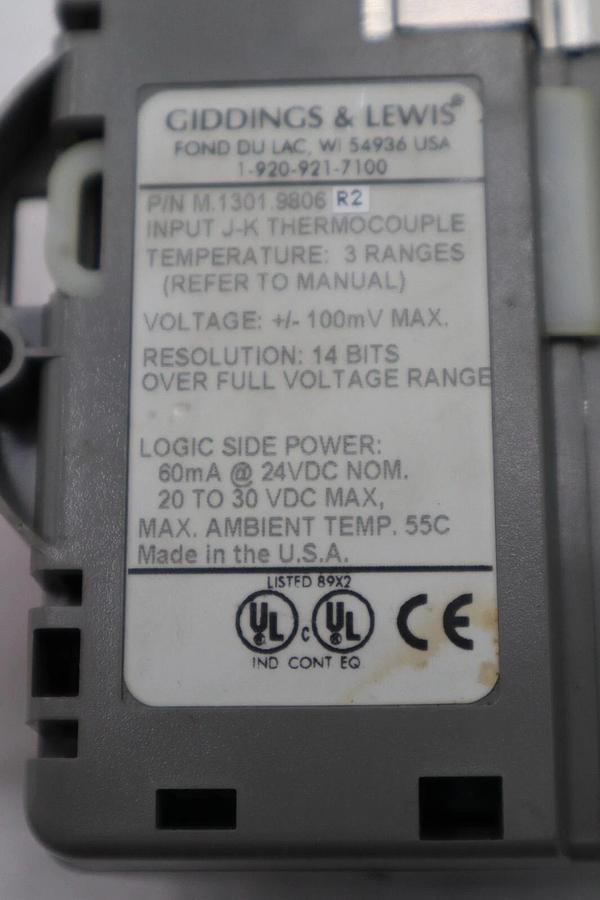 GIDDINGS & LEWIS®
FOND DU LAC, WI 54936 USA
1-920-921-7100
P/N M.1301.9806 R2
INPUT J-K THERMOCOUPLE
TEMPERATURE: 3 RANGES
(REFER TO MANUAL)
VOLTAGE: +/- 100mV MAX.
RESOLUTION: 14 BITS
OVER FULL VOLTAGE RANGE
LOGIC SIDE POWER:
60mA @ 24VDC NOM.
20 TO 30 VDC MAX,
MAX. AMBIENT TEMP. 55C
Made in the U.S.A.
LISTED 89X2
UL c UL CE
IND CONT EQ